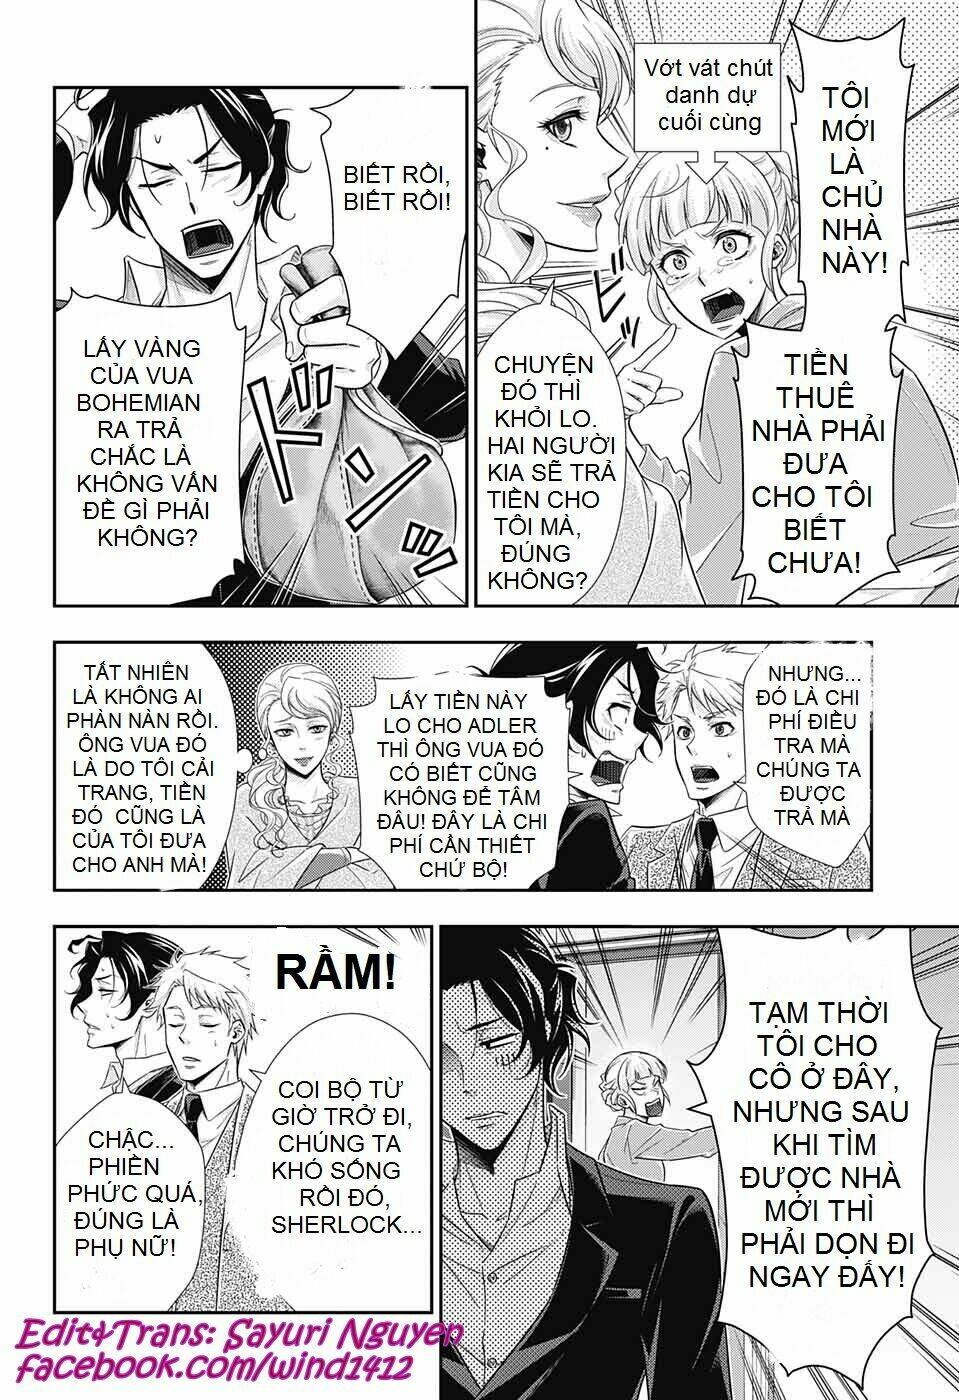 TÔI
MỚI
LÀ
CHỦ
NHÀ
NÀY!
Vớt vát chút
danh dự
cuối cùng
TIỀN
THUÊ
NHÀ PHẢI
ĐƯA
CHO TÔI
BIẾT
CHƯA!
CHUYỆN
ĐÓ THÌ
KHỎI LO.
HAI NGƯỜI
KIA SẼ TRẢ
TIỀN CHO
TÔI MÀ,
ĐÚNG
KHÔNG?
BIẾT RỒI,
BIẾT RỒI!
LẤY VÀNG
CỦA VUA
BOHEMIAN
RA TRẢ
CHẮC LÀ
KHÔNG VẤN
ĐỀ GÌ PHẢI
KHÔNG?
ドン
NHƯNG...
ĐÓ LÀ CHI
PHÍ ĐIỀU
TRA MÀ
CHÚNG TA
ĐƯỢC
TRẢ MÀ
LẤY TIỀN NÀY
LO CHO ADLER
THÌ ÔNG VUA ĐÓ
CÓ BIẾT CŨNG
KHÔNG ĐỂ TÂM
ĐÂU! ĐÂY LÀ CHI
PHÍ CẦN THIẾT
CHỨ BỘ!
TẤT NHIÊN
LÀ KHÔNG AI
PHÀN NÀN RỒI.
ÔNG VUA ĐÓ
LÀ DO TÔI CẢI
TRANG, TIỀN
ĐÓ CŨNG LÀ
CỦA TÔI ĐƯA
CHO ANH MÀ!
TẠM THỜI
TÔI CHO
CÔ Ở ĐÂY,
NHƯNG SAU
KHI TÌM
ĐƯỢC NHÀ
MỚI THÌ
PHẢI DỌN ĐI
NGAY ĐẤY!
RẦM!
COI BỘ TỪ
GIỜ TRỞ ĐI,
CHÚNG TA
KHÓ SỐNG
RỒI ĐÓ,
SHERLOCK...
CHẬC...
PHIỀN
PHỨC QUÁ,
ĐÚNG LÀ
PHỤ NỮ!
Edit&Trans: Sayuri Nguyen
facebook.com/wind1412